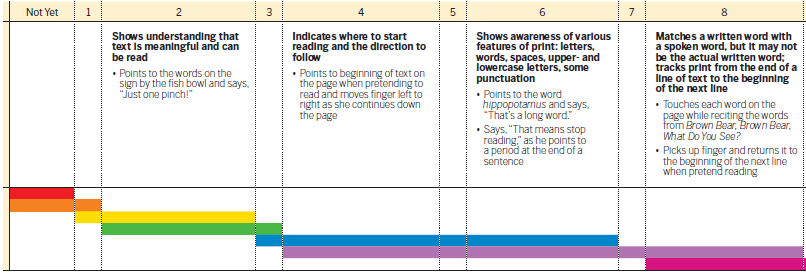 Not Yet 1 2 3 4 5 6 7 8
Shows understanding that
text is meaningful and can
be read
• Points to the words on the
sign by the fish bowl and says,
“Just one pinch!”
Indicates where to start
reading and the direction to
follow
• Points to beginning of text on
the page when pretending to
read and moves finger left to
right as she continues down
the page
Shows awareness of various
features of print: letters,
words, spaces, upper- and
lowercase letters, some
punctuation
• Points to the word
hippopotamus and says,
“That’s a long word.”
• Says, “That means stop
reading,” as he points to
a period at the end of a
sentence
Matches a written word with
a spoken word, but it may not
be the actual written word;
tracks print from the end of a
line of text to the beginning
of the next line
• Touches each word on the
page while reciting the words
from Brown Bear, Brown Bear,
What Do You See?
• Picks up finger and returns it to
the beginning of the next line
when pretend reading